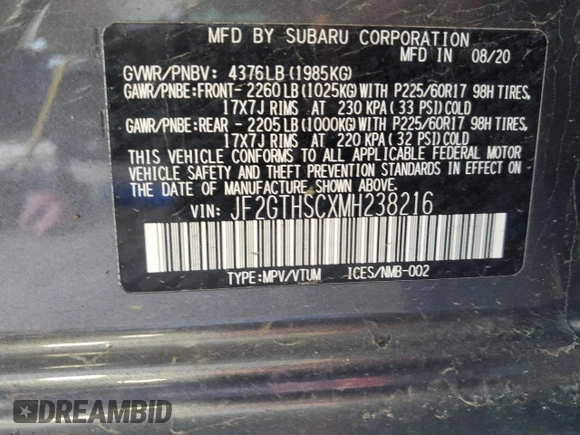 MFD BY SUBARU CORPORATION
MFD IN 08/20
GVWR/PNBV: 4376LB(1985KG)
GAWR/PNBE:FRONT-2260LB(1025KG)WITH P225/60R17 98H TIRES,
17X7J RIMS AT 230 KPA(33 PSI)COLD
GAWR/PNBE:REAR - 2205LB(1000KG)WITH P225/60R17 98H TIRES,
17X7J RIMS AT 220 KPA(32 PSI)COLD
THIS VEHICLE CONFORMS TO ALL APPLICABLE FEDERAL MOTOR
VEHICLE SAFETY AND THEFT PREVENTION STANDARDS IN EFFECT ON
THE DATE OF MANUFACTURE SHOWN ABOVE.
VIN: JF2GTHSCXMH238216
TYPE:MPV/VTUM ICES/NMB-002
DREAMBID